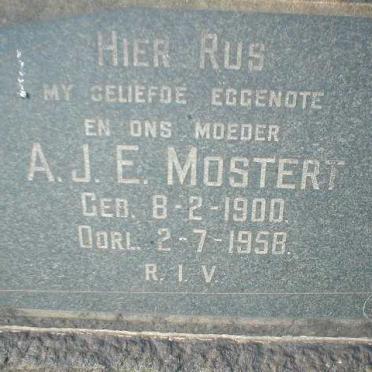 HIER RUS
MY GELIEFDE EGGENOTE
EN ONS MOEDER
A.J.E. MOSTERT
GEB. 8-2-1900.
OORL. 2-7-1958.
R.I.V.